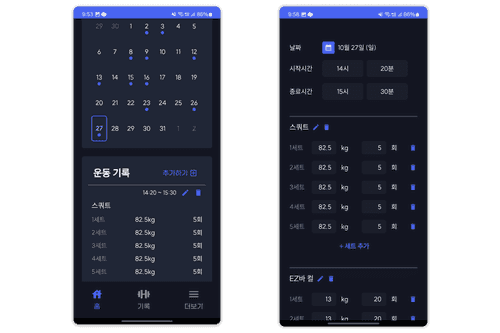 9:53 86%
29 30 1 2 3 4 5
6 7 8 9 10 11 12
13 14 15 16 17 18 19
20 21 22 23 24 25 26
27 28 29 30 31 1 2
운동 기록 추가하기
14:20 ~ 15:30
스쿼트
1세트 82.5kg 5회
2세트 82.5kg 5회
3세트 82.5kg 5회
4세트 82.5kg 5회
5세트 82.5kg 5회
홈 기록 더보기
9:56 86%
날짜 10월 27일 (일)
시작시간 14시 20분
종료시간 15시 30분
스쿼트
1세트 82.5 kg 5 회
2세트 82.5 kg 5 회
3세트 82.5 kg 5 회
4세트 82.5 kg 5 회
5세트 82.5 kg 5 회
+ 세트 추가
EZ바 컬
1세트 13 kg 20 회
2세트 13 kg 20 회